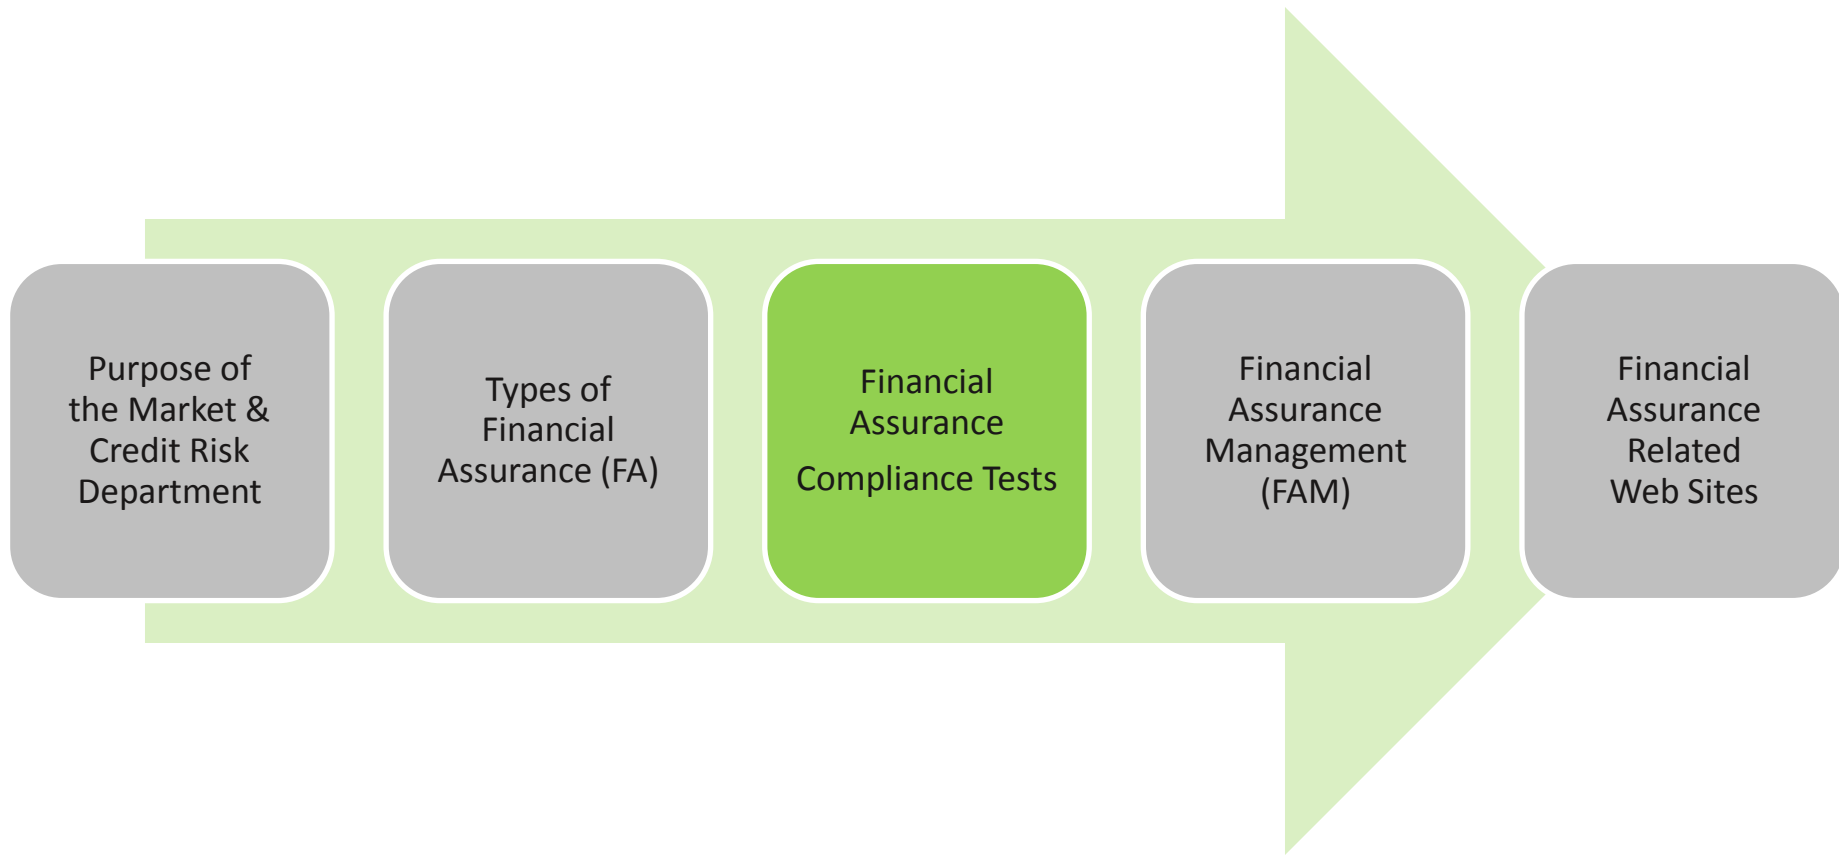 Purpose of
the Market &
Credit Risk
Department
Types of
Financial
Assurance (FA)
Financial
Assurance
Compliance Tests
Financial
Assurance
Management
(FAM)
Financial
Assurance
Related
Web Sites